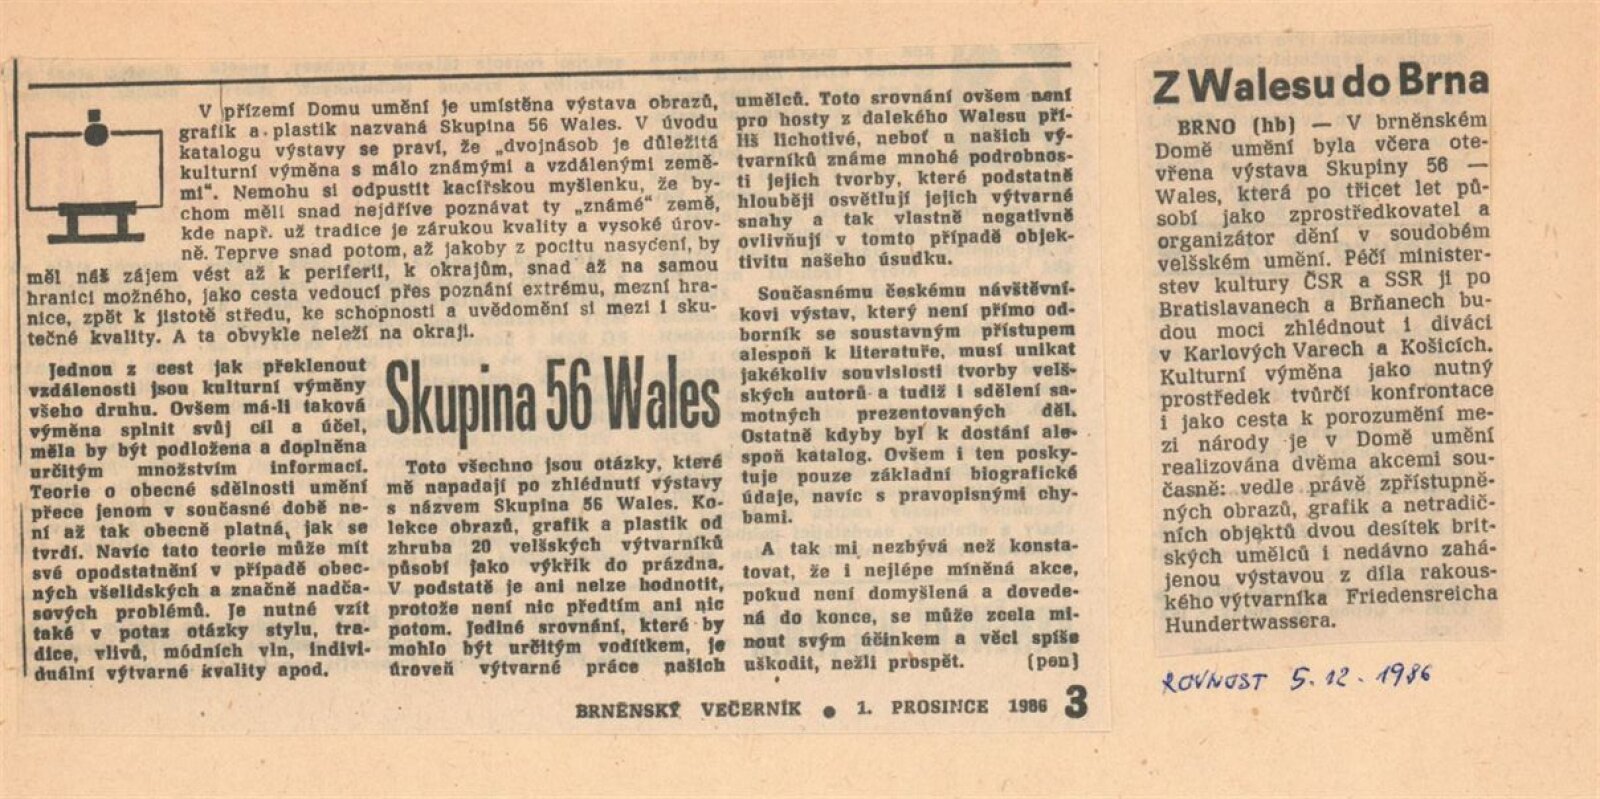 V přízemí Domu umění je umístěna výstava obrazů,
grafik a plastik nazvaná Skupina 56 Wales. V úvodu
katalogu výstavy se praví, že „dvojnásob je důležitá
kulturní výměna s málo známými a vzdálenými země-
mi“. Nemohu si odpustit kacířskou myšlenku, že by-
chom měli snad nejdříve poznávat ty „známé“ země,
kde např. už tradice je zárukou kvality a vysoké úrov-
ně. Teprve snad potom, až jakoby z pocitu nasycení, by
měl náš zájem vést až k periferii, k okrajům, snad až na samou
hranici možného, jako cesta vedoucí přes poznání extrému, mezní hra-
nice, zpět k jistotě středu, ke schopnosti a uvědomění si mezi i sku-
tečné kvality. A ta obvykle neleží na okraji.
Jednou z cest jak překlenout
vzdálenosti jsou kulturní výměny
všeho druhu. Ovšem má-li taková
výměna splnit svůj cíl a účel,
měla by být podložena a doplněna
určitým množstvím informací.
Teorie o obecné sdělnosti umění
přece jenom v současné době ne-
ní až tak obecně platná, jak se
tvrdí. Navíc tato teorie může mít
své opodstatnění v případě obec-
ných všelidských a značně nadča-
sových problémů. Je nutné vzít
také v potaz otázky stylu, tra-
dice, vlivů, módních vln, indivi-
duální výtvarné kvality apod.
Skupina 56 Wales
Toto všechno jsou otázky, které
mě napadají po zhlédnutí výstavy
s názvem Skupina 56 Wales. Ko-
lekce obrazů, grafik a plastik od
zhruba 20 velšských výtvarníků
působí jako výkřik do prázdna.
V podstatě je ani nelze hodnotit,
protože není nic předtím ani nic
potom. Jediné srovnání, které by
mohlo být určitým vodítkem, je
úroveň výtvarné práce našich
umělců. Toto srovnání ovšem není
pro hosty z dalekého Walesu pří-
liš lichotivé, neboť u našich vý-
tvarníků známe mnohé podrobnos-
ti jejich tvorby, které podstatně
hlouběji osvětlují jejich výtvarné
snahy a tak vlastně negativně
ovlivňují v tomto případě objek-
tivitu našeho úsudku.
Současnému českému návštěvní-
kovi výstav, který není přímo od-
borník se soustavným přístupem
alespoň k literatuře, musí unikat
jakékoliv souvislosti tvorby velš-
ských autorů a tudíž i sdělení sa-
motných prezentovaných děl.
Ostatně kdyby byl k dostání ale-
spoň katalog. Ovšem i ten posky-
tuje pouze základní biografické
údaje, navíc s pravopisnými chy-
bami.
A tak mi nezbývá než konsta-
tovat, že i nejlépe míněná akce,
pokud není domyšlená a dovede-
ná do konce, se může zcela mi-
nout svým účinkem a věci spíše
uškodit, nežli prospět. (pen)
BRNĚNSKÝ VEČERNÍK ● 1. PROSINCE 1986 3
Z Walesu do Brna
BRNO (hb) — V brněnském
Domě umění byla včera ote-
vřena výstava Skupiny 56 —
Wales, která po třicet let pů-
sobí jako zprostředkovatel a
organizátor dění v soudobém
velšském umění. Péčí minister-
stev kultury ČSR a SSR ji po
Bratislavanech a Brňanech bu-
dou moci zhlédnout i diváci
v Karlových Varech a Košicích.
Kulturní výměna jako nutný
prostředek tvůrčí konfrontace
i jako cesta k porozumění me-
zi národy je v Domě umění
realizována dvěma akcemi sou-
časně: vedle právě zpřístupně-
ných obrazů, grafik a netradič-
ních objektů dvou desítek brit-
ských umělců i nedávno zahá-
jenou výstavou z díla rakous-
kého výtvarníka Friedensreicha
Hundertwassera.
ROVNOST 5. 12. 1986